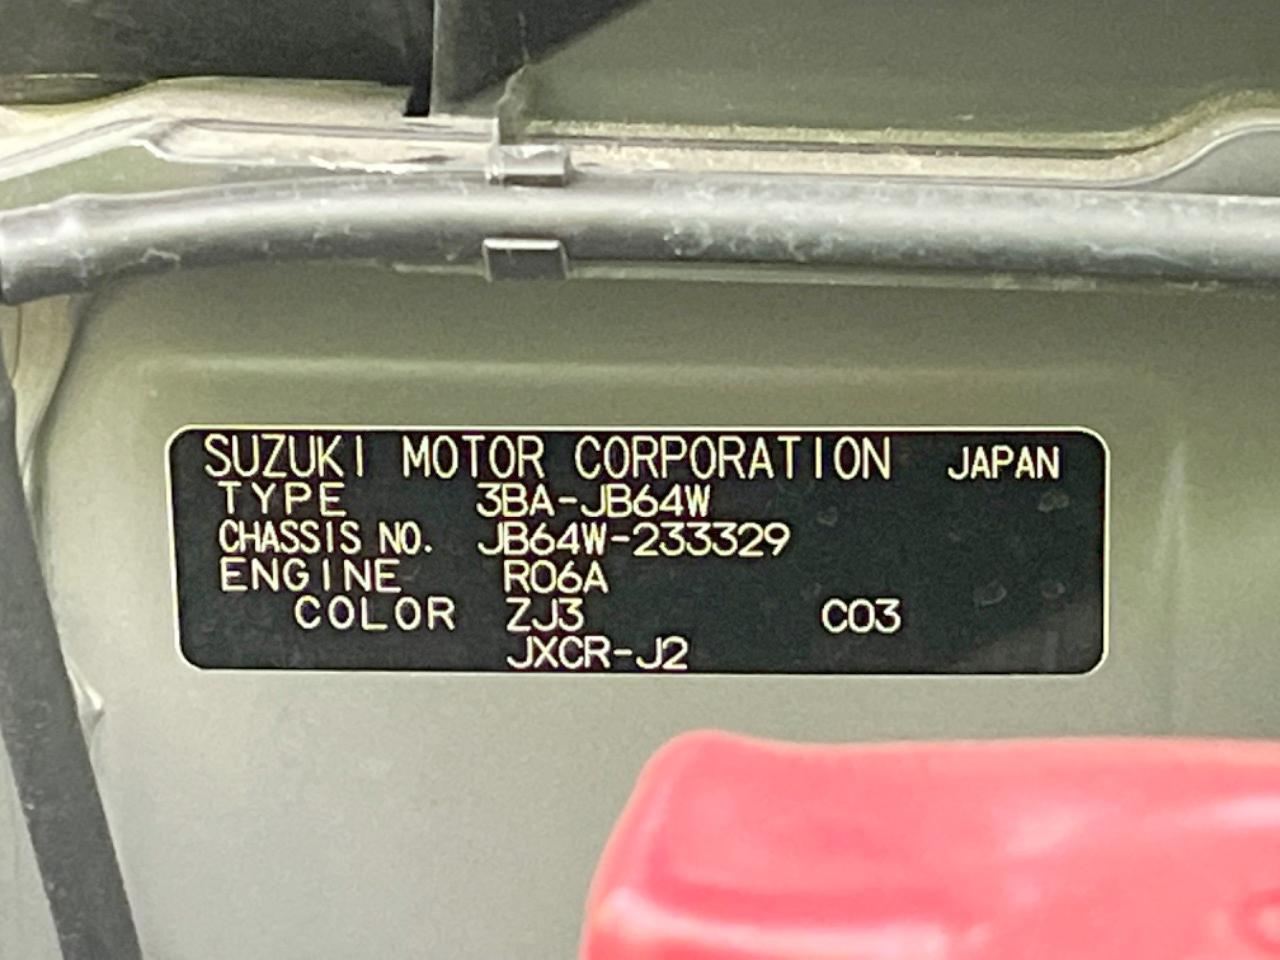 SUZUKI MOTOR CORPORATION JAPAN
TYPE 3BA-JB64W
CHASSIS NO. JB64W-233329
ENGINE R06A
COLOR ZJ3 C03
JXCR-J2